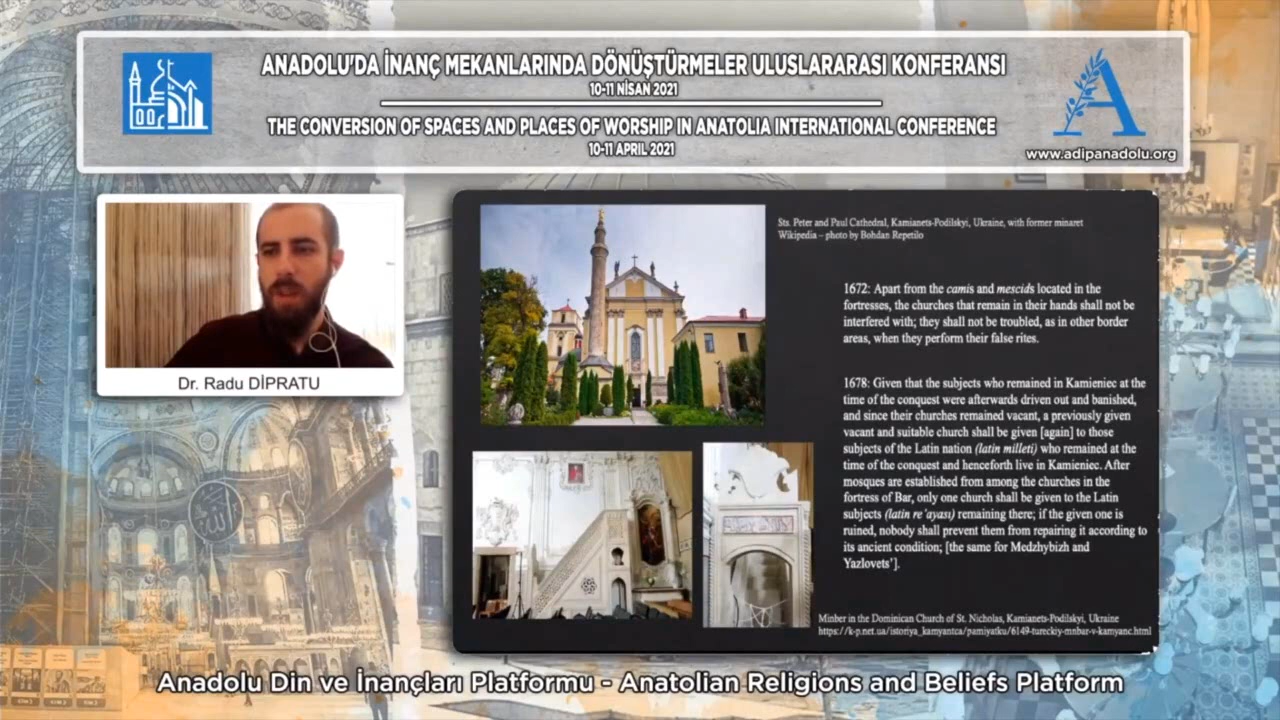 ANADOLU'DA İNANÇ MEKANLARINDA DÖNÜŞTÜRMELER ULUSLARARASI KONFERANSI
10-11 NİSAN 2021
THE CONVERSION OF SPACES AND PLACES OF WORSHIP IN ANATOLIA INTERNATIONAL CONFERENCE
10-11 APRIL 2021
www.adipanadolu.org
Dr. Radu DİPRATU
Sts. Peter and Paul Cathedral, Kamianets-Podilskyi, Ukraine, with former minaret
Wikipedia – photo by Bohdan Repetilo
1672: Apart from the camis and mescids located in the
fortresses, the churches that remain in their hands shall not be
interfered with; they shall not be troubled, as in other border
areas, when they perform their false rites.
1678: Given that the subjects who remained in Kamieniec at the
time of the conquest were afterwards driven out and banished,
and since their churches remained vacant, a previously given
vacant and suitable church shall be given [again] to those
subjects of the Latin nation (latin milleti) who remained at the
time of the conquest and henceforth live in Kamieniec. After
mosques are established from among the churches in the
fortress of Bar, only one church shall be given to the Latin
subjects (latin re'ayası) remaining there; if the given one is
ruined, nobody shall prevent them from repairing it according to
its ancient condition; [the same for Medzhybizh and
Yazlovets'].
Minber in the Dominican Church of St. Nicholas, Kamianets-Podilskyi, Ukraine
https://k-p.net.ua/istoriya_kamyantca/pamiyatku/6149-tureckiy-mnbar-v-kamyanc.html
Anadolu Din ve İnançları Platformu - Anatolian Religions and Beliefs Platform